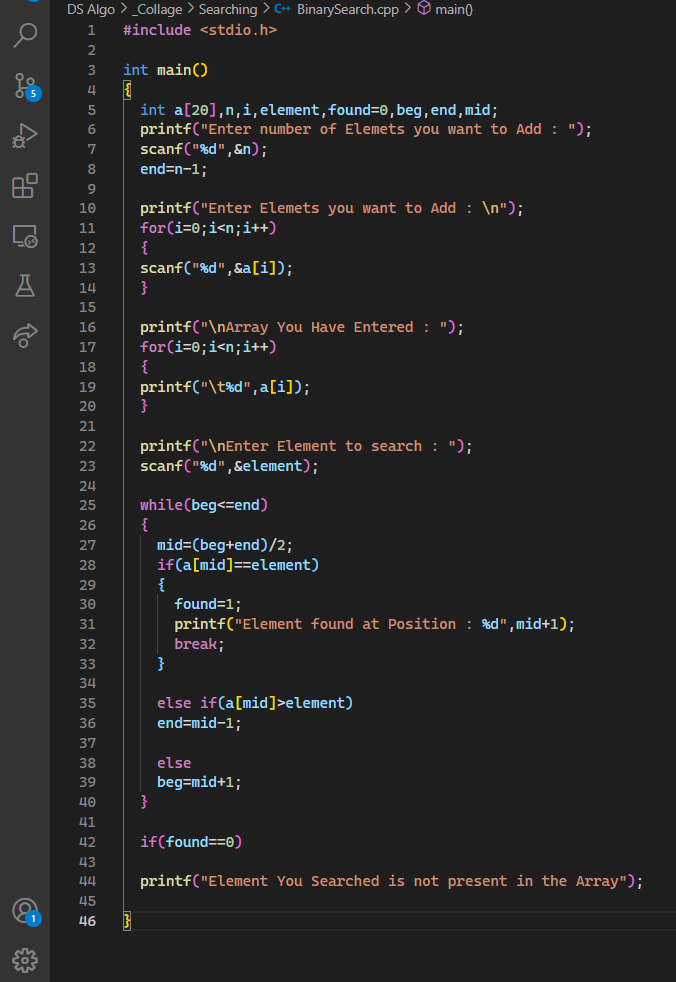 DS Algo > _Collage > Searching > BinarySearch.cpp > main()
1 #include <stdio.h>
2
3 int main()
4 {
5 int a[20],n,i,element,found=0,beg,end,mid;
6 printf("Enter number of Elemets you want to Add : ");
7 scanf("%d",&n);
8 end=n-1;
9
10 printf("Enter Elemets you want to Add : \n");
11 for(i=0;i<n;i++)
12 {
13 scanf("%d",&a[i]);
14 }
15
16 printf("\nArray You Have Entered : ");
17 for(i=0;i<n;i++)
18 {
19 printf("\t%d",a[i]);
20 }
21
22 printf("\nEnter Element to search : ");
23 scanf("%d",&element);
24
25 while(beg<=end)
26 {
27 mid=(beg+end)/2;
28 if(a[mid]==element)
29 {
30 found=1;
31 printf("Element found at Position : %d",mid+1);
32 break;
33 }
34
35 else if(a[mid]>element)
36 end=mid-1;
37
38 else
39 beg=mid+1;
40 }
41
42 if(found==0)
43
44 printf("Element You Searched is not present in the Array");
45
46 }
5
1